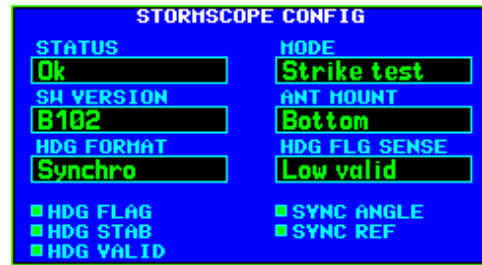 STORMSCOPE CONFIG
STATUS
Ok
MODE
Strike test
SW VERSION
B102
ANT MOUNT
Bottom
HDG FORMAT
Synchro
HDG FLG SENSE
Low valid
HDG FLAG
SYNC ANGLE
HDG STAB
SYNC REF
HDG VALID